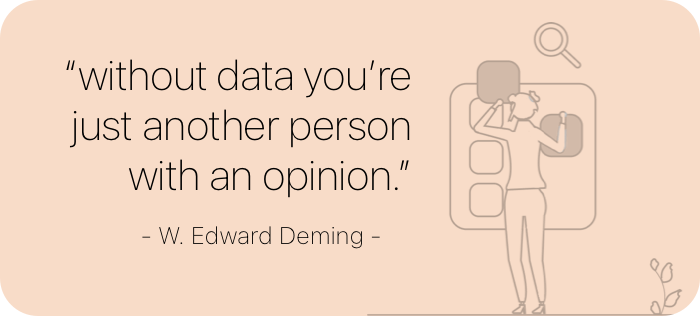 “without data you’re
just another person
with an opinion.”
- W. Edward Deming -